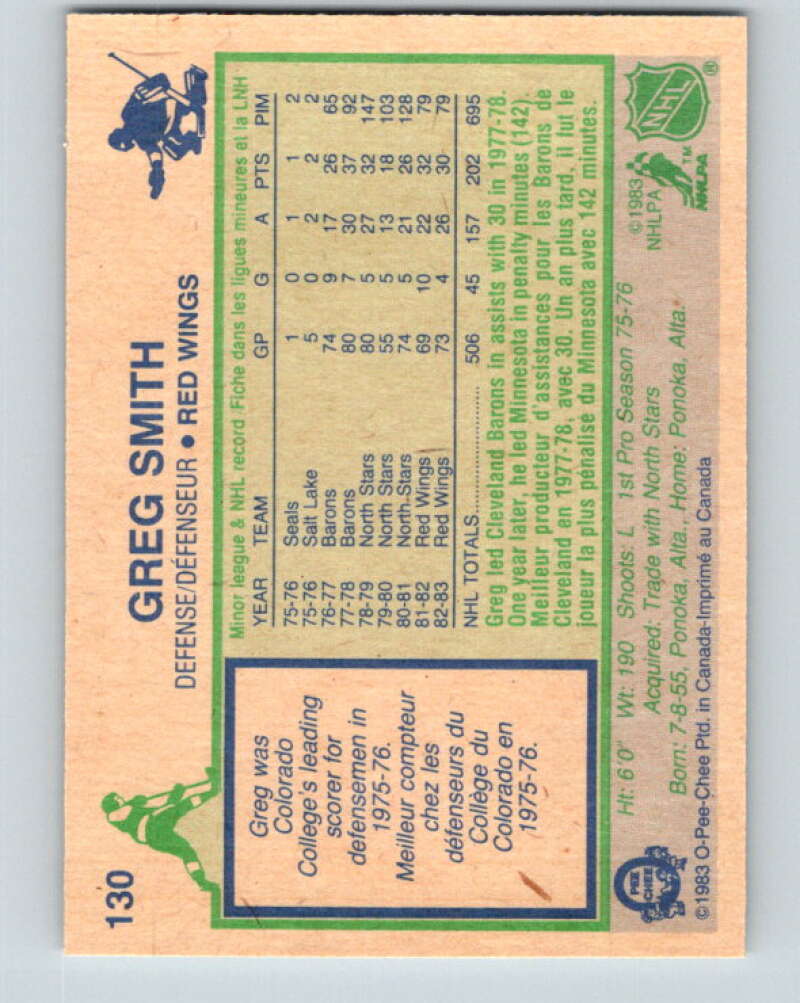 130
GREG SMITH
DEFENSE/DÉFENSEUR • RED WINGS
Greg was
Colorado
College's leading
scorer for
defensemen in
1975-76.
Meilleur compteur
chez les
défenseurs du
Collège du
Colorado en
1975-76.
Minor league & NHL record / Fiche dans les ligues mineures et la LNH
YEAR TEAM GP G A PTS PIM
75-76 Seals 1 0 1 1 2
75-76 Salt Lake 5 0 2 2 2
76-77 Barons 74 9 17 26 65
77-78 Barons 80 7 30 37 92
78-79 North Stars 80 5 27 32 147
79-80 North Stars 55 5 13 18 103
80-81 North-Stars 74 5 21 26 128
81-82 Red Wings 69 10 22 32 79
82-83 Red Wings 73 4 26 30 79
NHL TOTALS.................... 506 45 157 202 695
Greg led Cleveland Barons in assists with 30 in 1977-78.
One year later, he led Minnesota in penalty minutes (142).
Meilleur producteur d'assistances pour les Barons de
Cleveland en 1977-78, avec 30. Un an plus tard, il fut le
joueur la plus pénalisé du Minnesota avec 142 minutes.
Ht: 6'0" Wt: 190 Shoots: L 1st Pro Season 75-76
Acquired: Trade with North Stars
Born: 7-8-55, Ponoka, Alta., Home: Ponoka, Alta.
©1983 O-Pee-Chee Ptd. in Canada-Imprimé au Canada
PEE
CHEE
©1983
NHLPA
NHLPA
TM
NHL
®